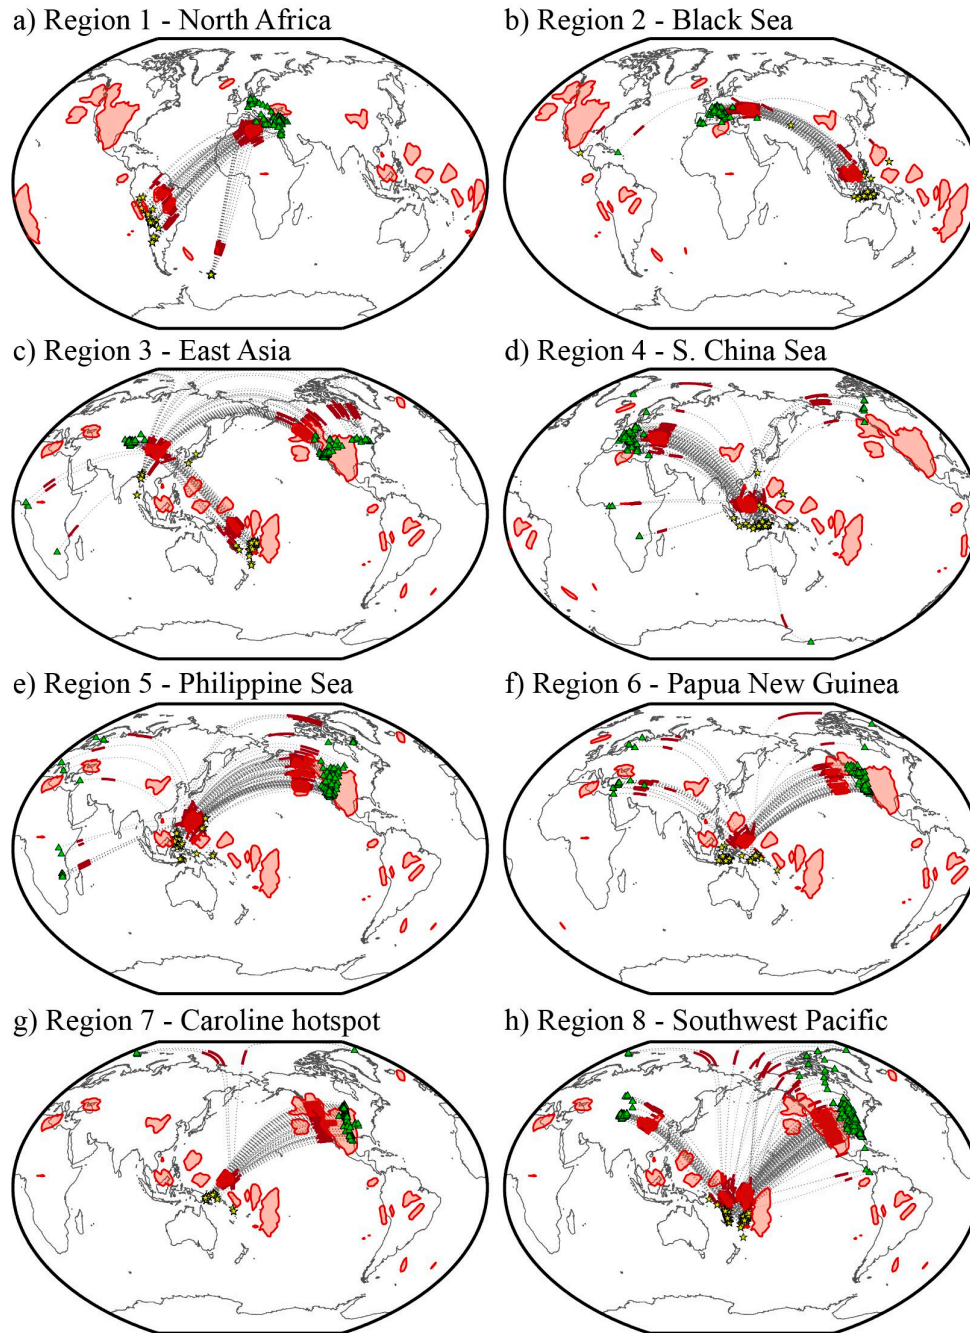 a) Region 1 - North Africa
b) Region 2 - Black Sea
c) Region 3 - East Asia
d) Region 4 - S. China Sea
e) Region 5 - Philippine Sea
f) Region 6 - Papua New Guinea
g) Region 7 - Caroline hotspot
h) Region 8 - Southwest Pacific